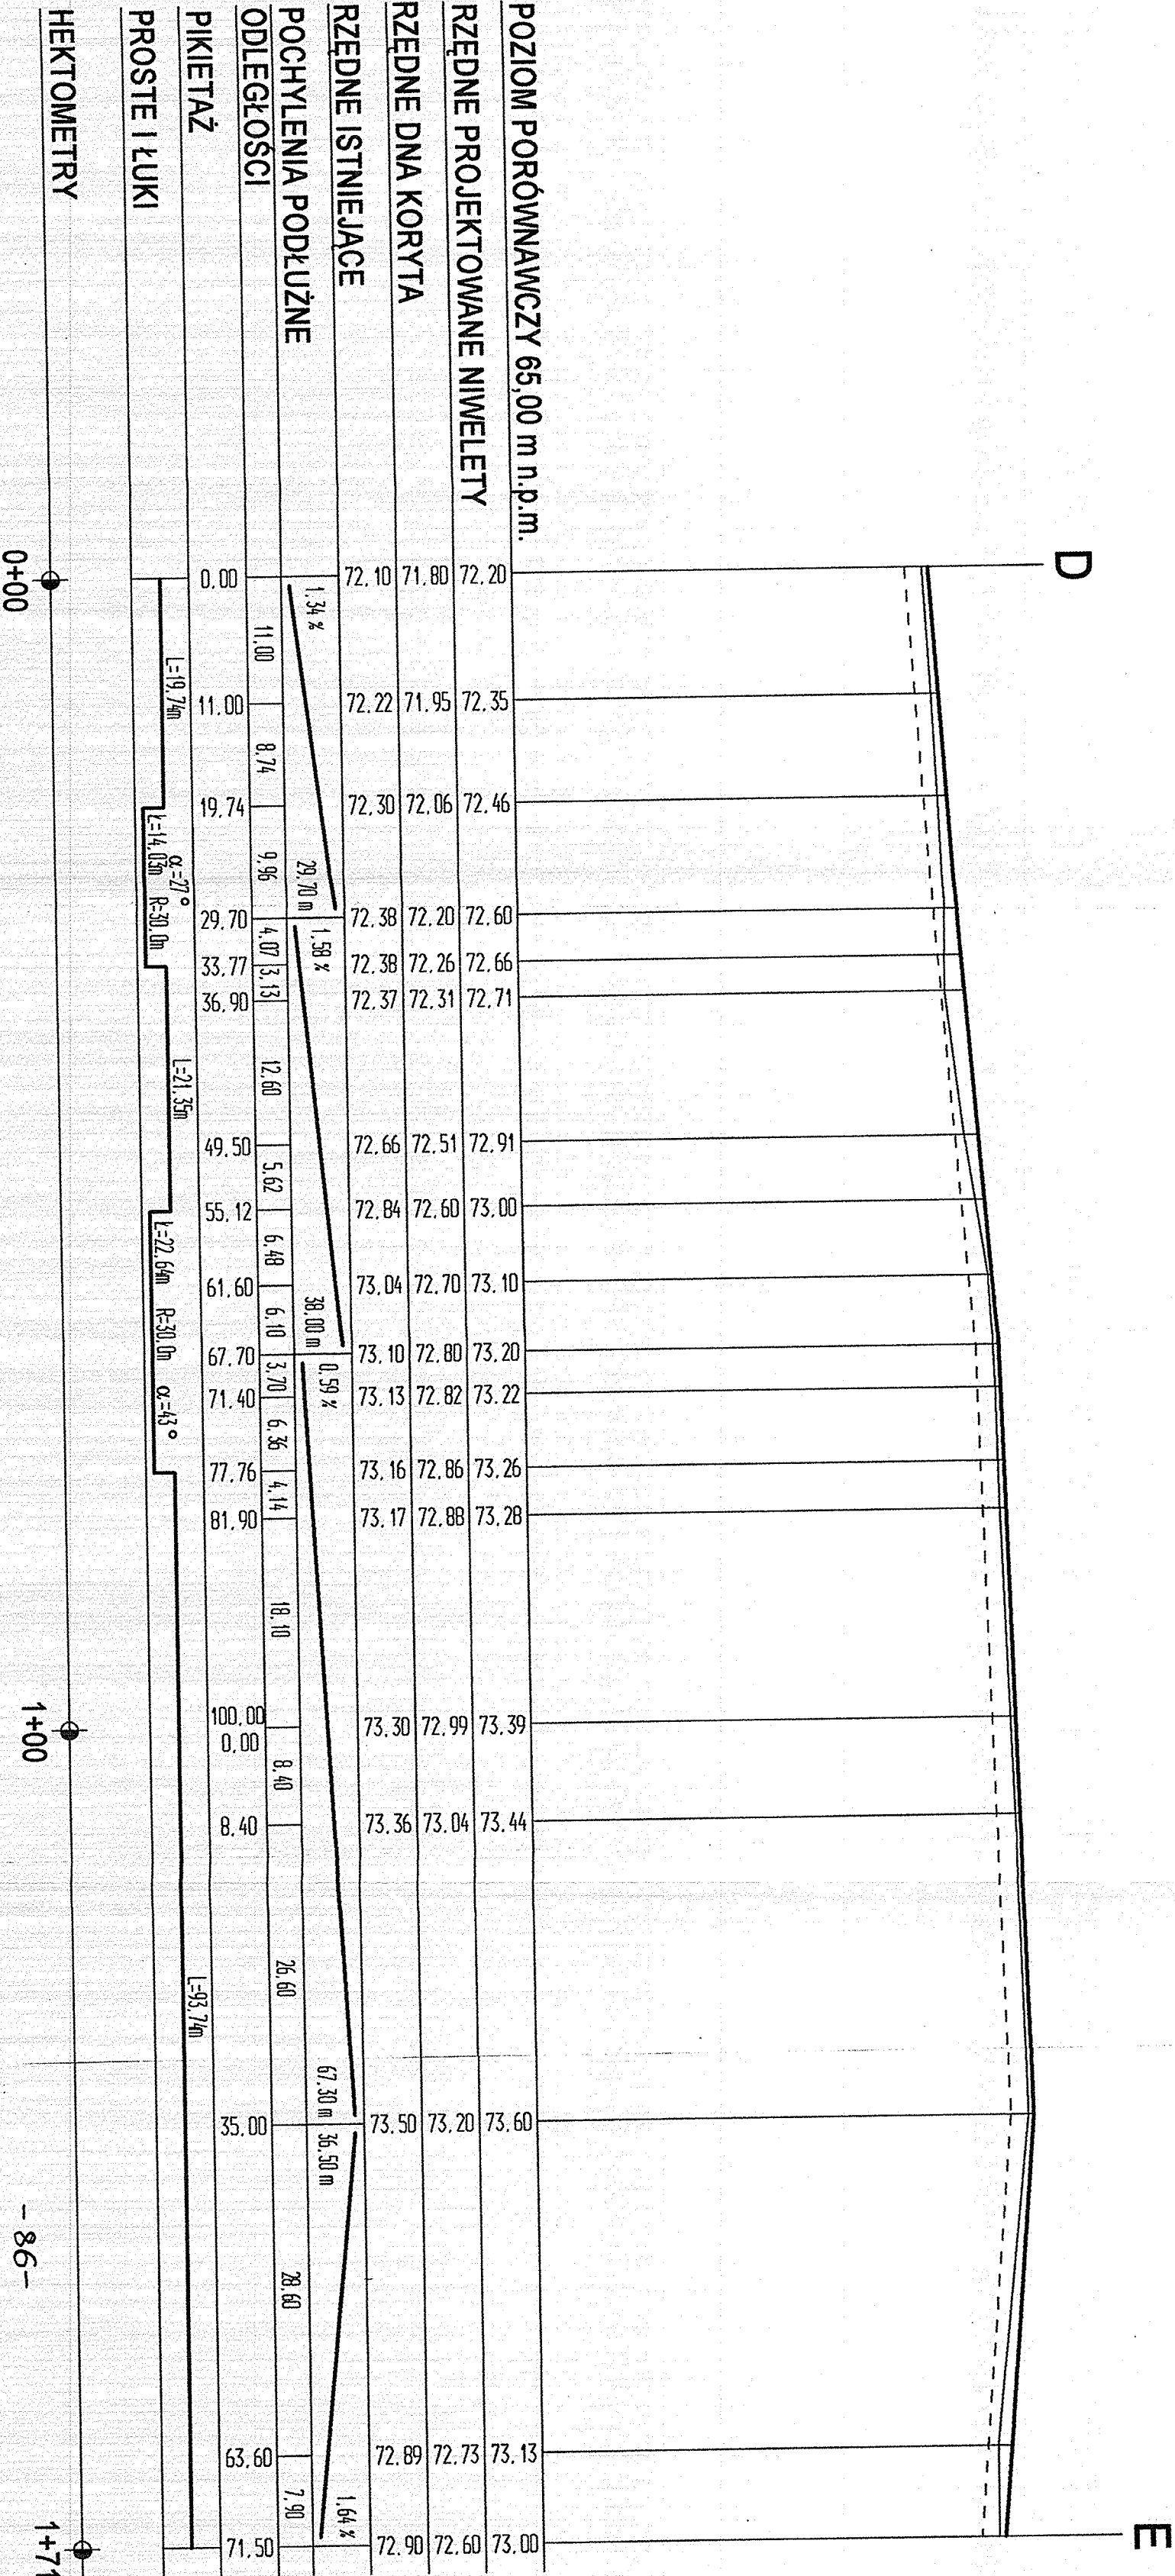 D E
POZIOM PORÓWNAWCZY 65,00 m n.p.m.
RZĘDNE PROJEKTOWANE NIWELETY 72.20 72.35 72.46 72.60 72.66 72.71 72.91 73.00 73.10 73.20 73.22 73.26 73.28 73.39 73.44 73.60 73.13 73.00
RZĘDNE DNA KORYTA 71.80 71.95 72.06 72.20 72.26 72.31 72.51 72.60 72.70 72.80 72.82 72.86 72.88 72.99 73.04 73.20 72.73 72.60
RZĘDNE ISTNIEJĄCE 72.10 72.22 72.30 72.38 72.38 72.37 72.66 72.84 73.04 73.10 73.13 73.16 73.17 73.30 73.36 73.50 72.89 72.90
POCHYLENIA PODŁUŻNE 1.34 % 29.70 m 1.58 % 38.00 m 0.59 % 67.30 m 36.50 m 1.64 %
ODLEGŁOŚCI 11.00 8.74 9.96 4.07 3.13 12.60 5.62 6.48 6.10 3.70 6.36 4.14 18.10 8.40 26.60 28.60 7.90
PIKIETAŻ 0.00 11.00 19.74 29.70 33.77 36.90 49.50 55.12 61.60 67.70 71.40 77.76 81.90 100.00 0.00 8.40 35.00 63.60 71.50
PROSTE I ŁUKI L=19.74m Ł=14.03m α=27° R=30.0m L=21.35m Ł=22.64m R=30.0m α=43° L=93.74m
HEKTOMETRY
0+00 1+00 1+71
-86-